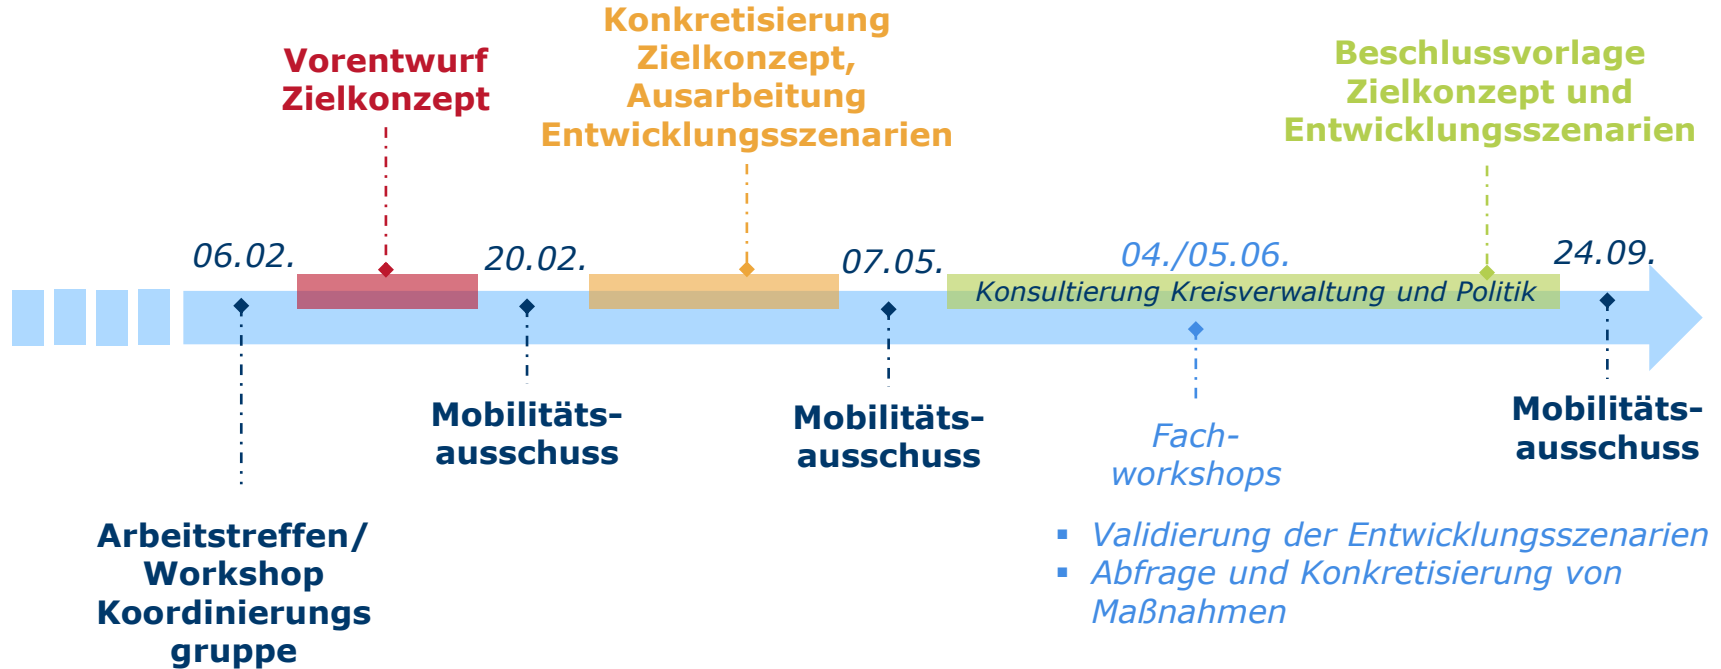 Vorentwurf
Zielkonzept
Konkretisierung
Zielkonzept,
Ausarbeitung
Entwicklungsszenarien
Beschlussvorlage
Zielkonzept und
Entwicklungsszenarien
06.02.
20.02.
07.05.
04./05.06.
24.09.
Konsultierung Kreisverwaltung und Politik
Arbeitstreffen/
Workshop
Koordinierungs
gruppe
Mobilitäts-
ausschuss
Mobilitäts-
ausschuss
Fach-
workshops
▪ Validierung der Entwicklungsszenarien
▪ Abfrage und Konkretisierung von
Maßnahmen
Mobilitäts-
ausschuss